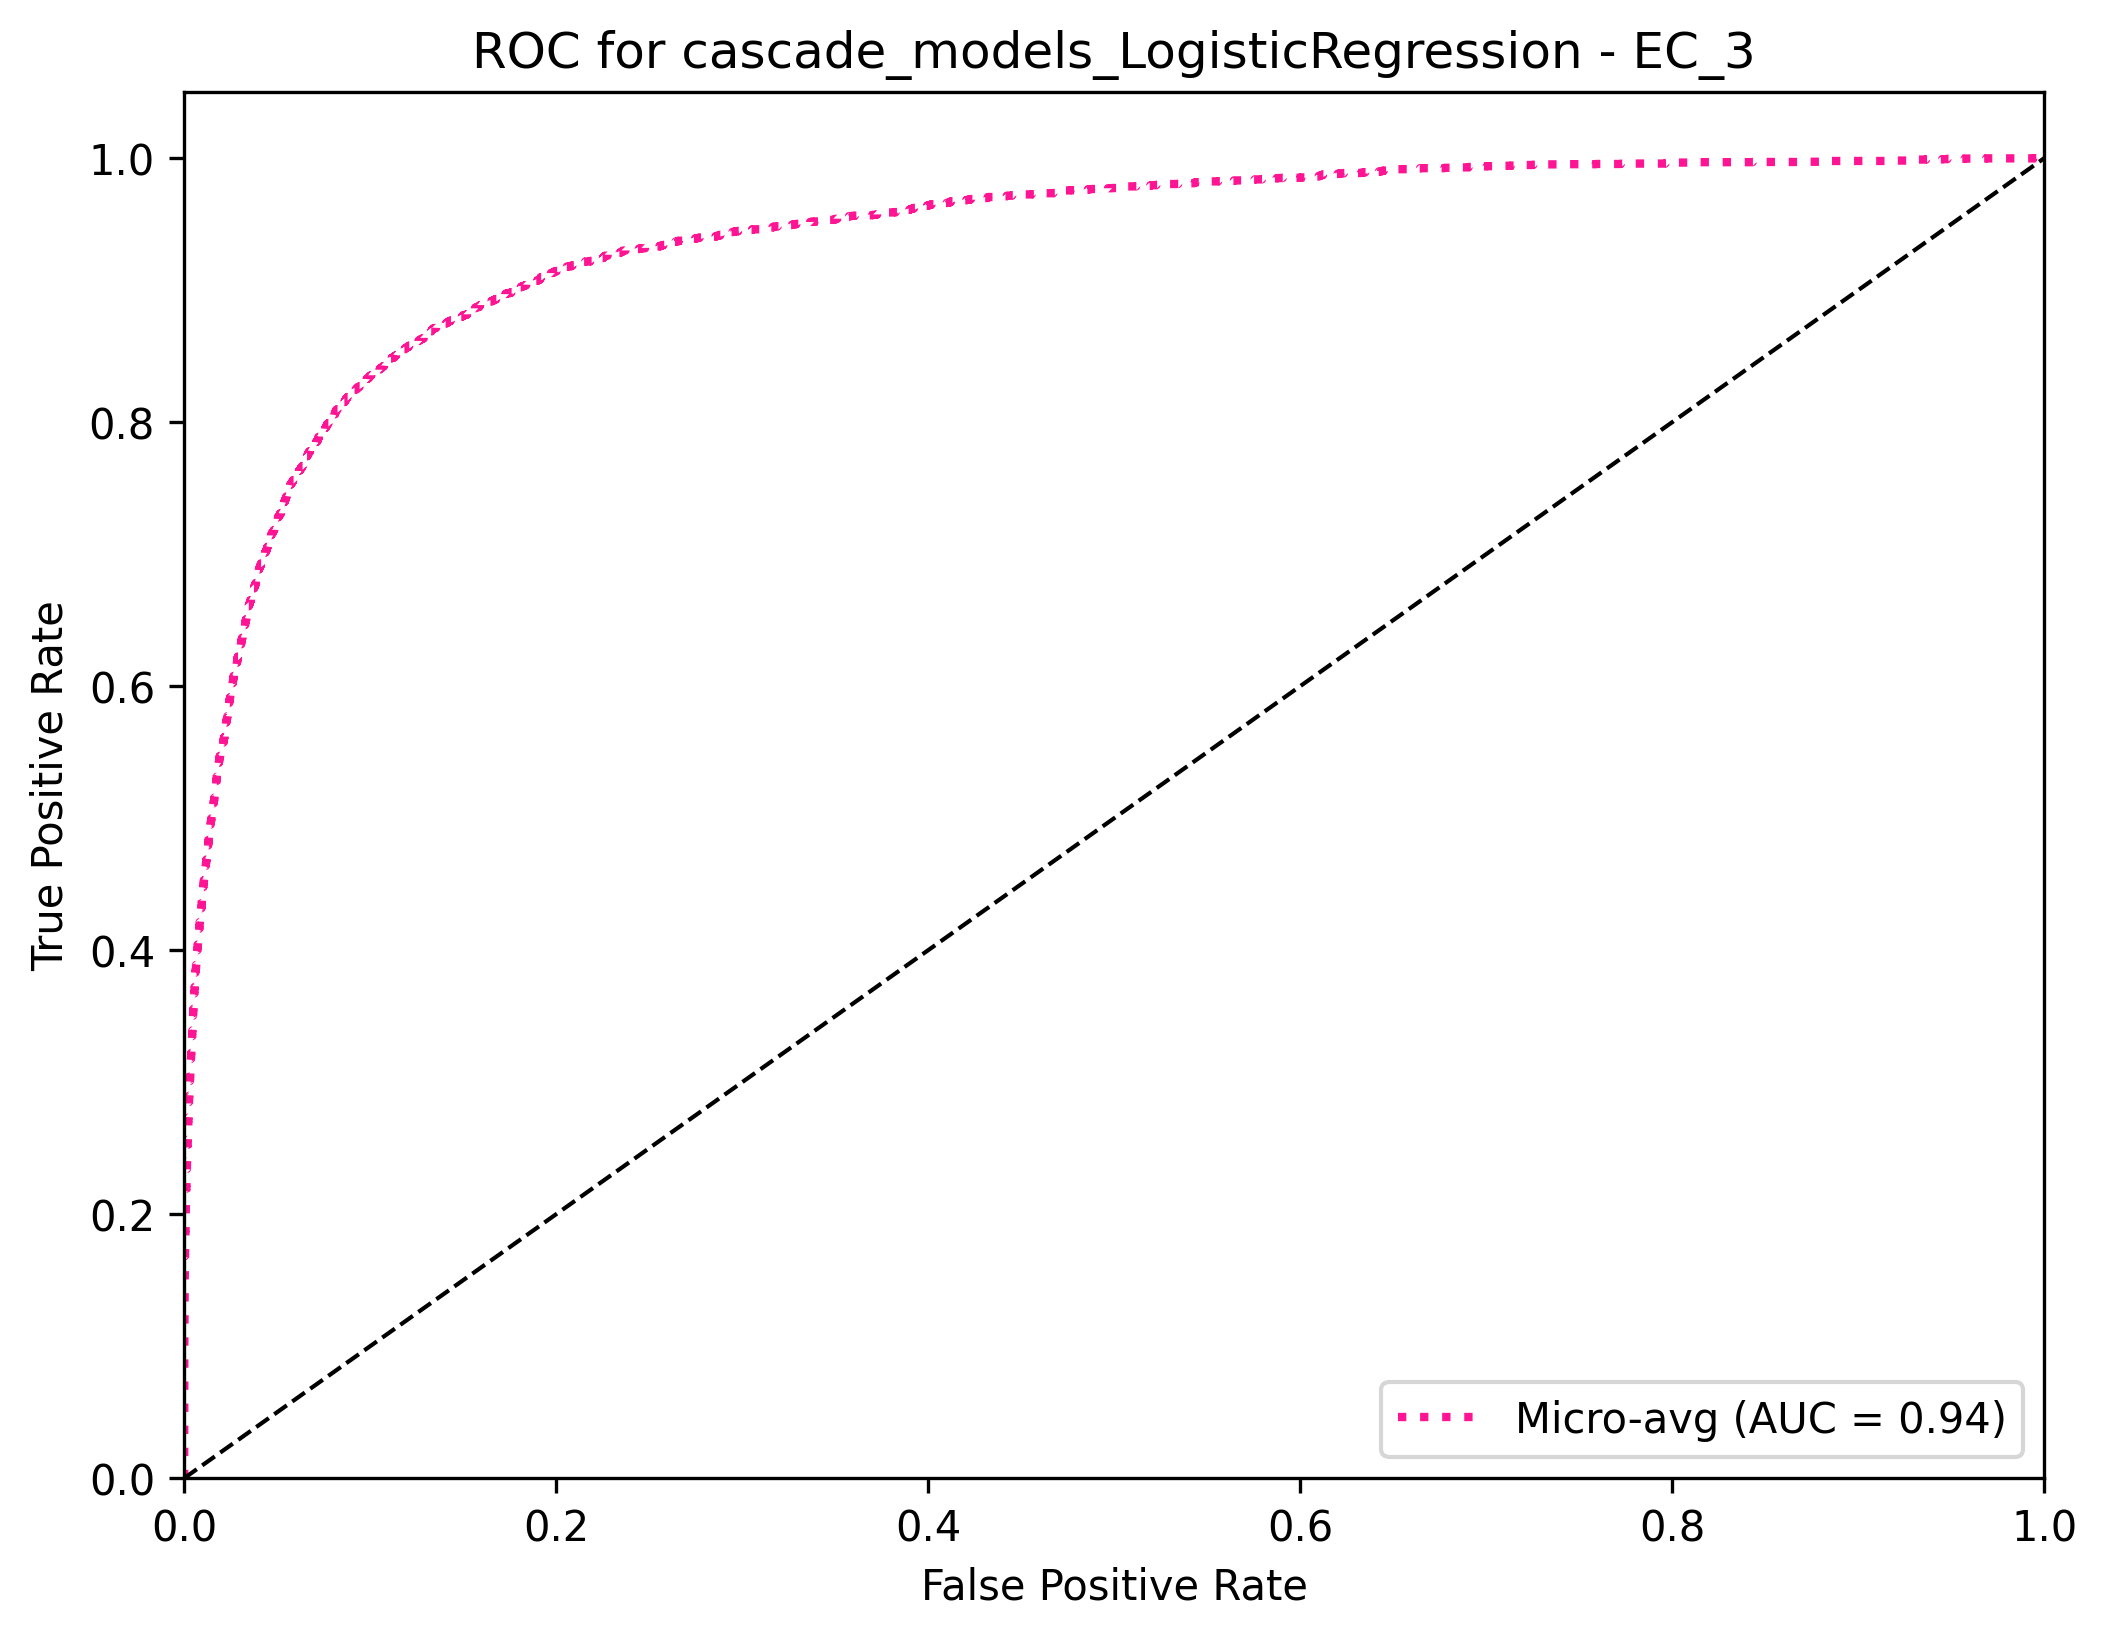 ROC for cascade_models_LogisticRegression - EC_3
True Positive Rate
1.0
0.8
0.6
0.4
0.2
0.0
0.0 0.2 0.4 0.6 0.8 1.0
False Positive Rate
Micro-avg (AUC = 0.94)